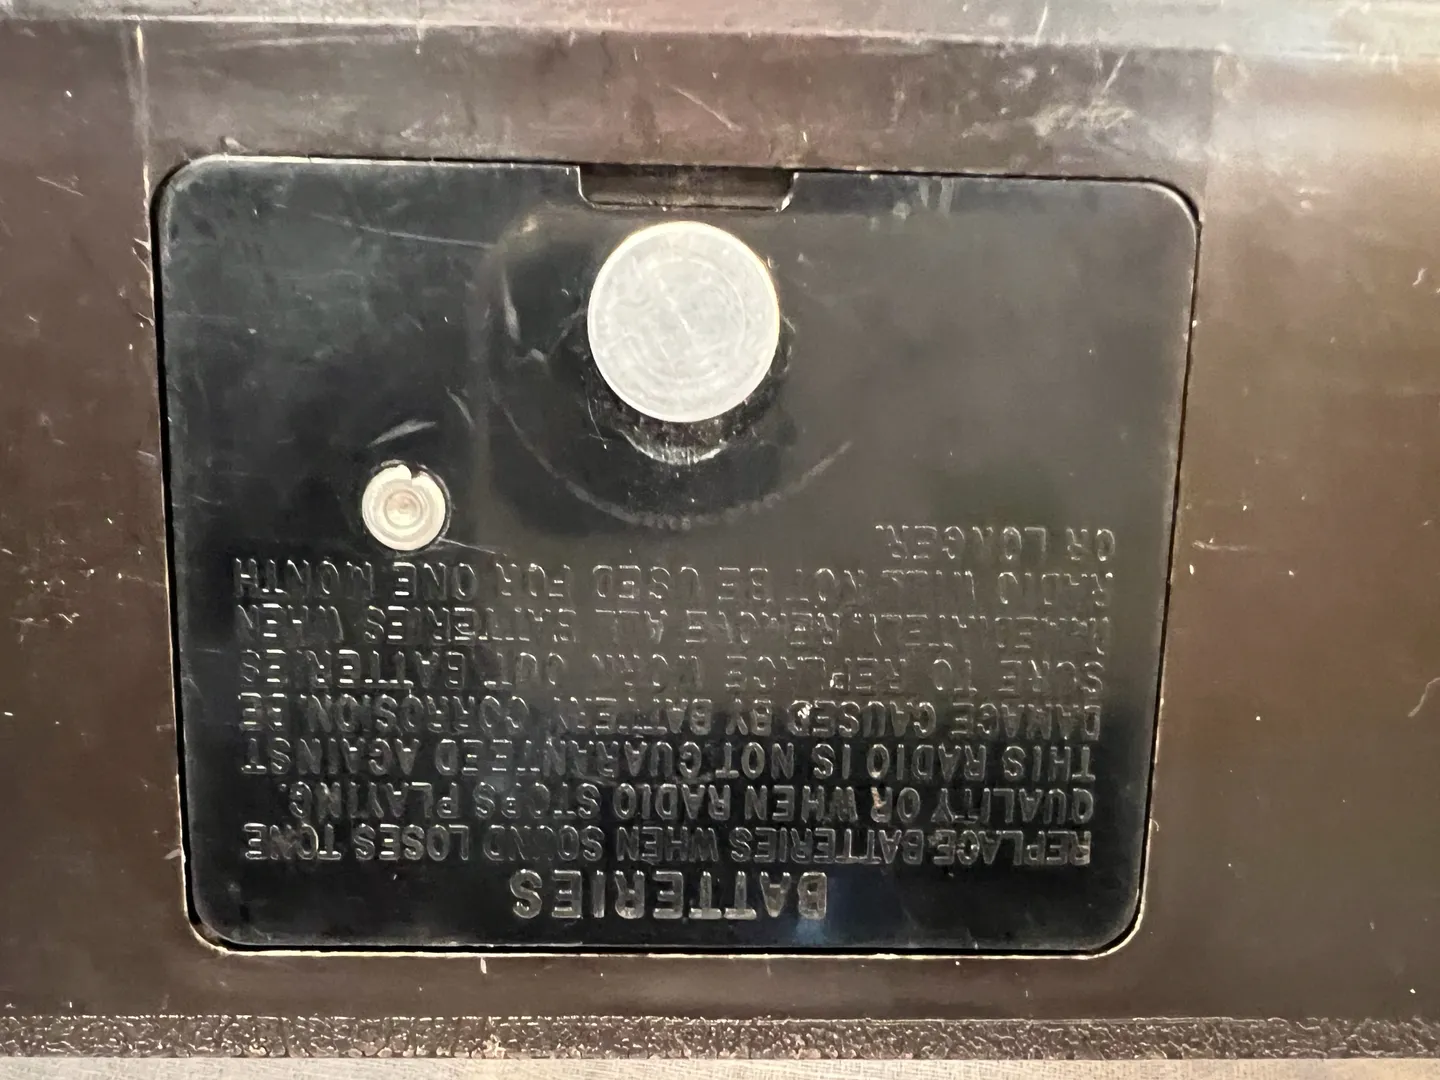 BATTERIES
REPLACE BATTERIES WHEN SOUND LOSES TONE
QUALITY OR WHEN RADIO STOPS PLAYING.
THIS RADIO IS NOT GUARANTEED AGAINST
DAMAGE CAUSED BY BATTERY CORROSION. BE
SURE TO REPLACE WORN OUT BATTERIES
IMMEDIATELY. REMOVE ALL BATTERIES WHEN
RADIO WILL NOT BE USED FOR ONE MONTH
OR LONGER.